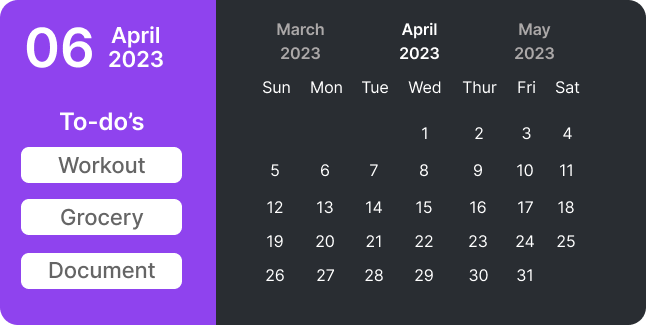 06 April 2023
To-do’s
Workout
Grocery
Document
March 2023 April 2023 May 2023
Sun Mon Tue Wed Thur Fri Sat
1 2 3 4
5 6 7 8 9 10 11
12 13 14 15 16 17 18
19 20 21 22 23 24 25
26 27 28 29 30 31